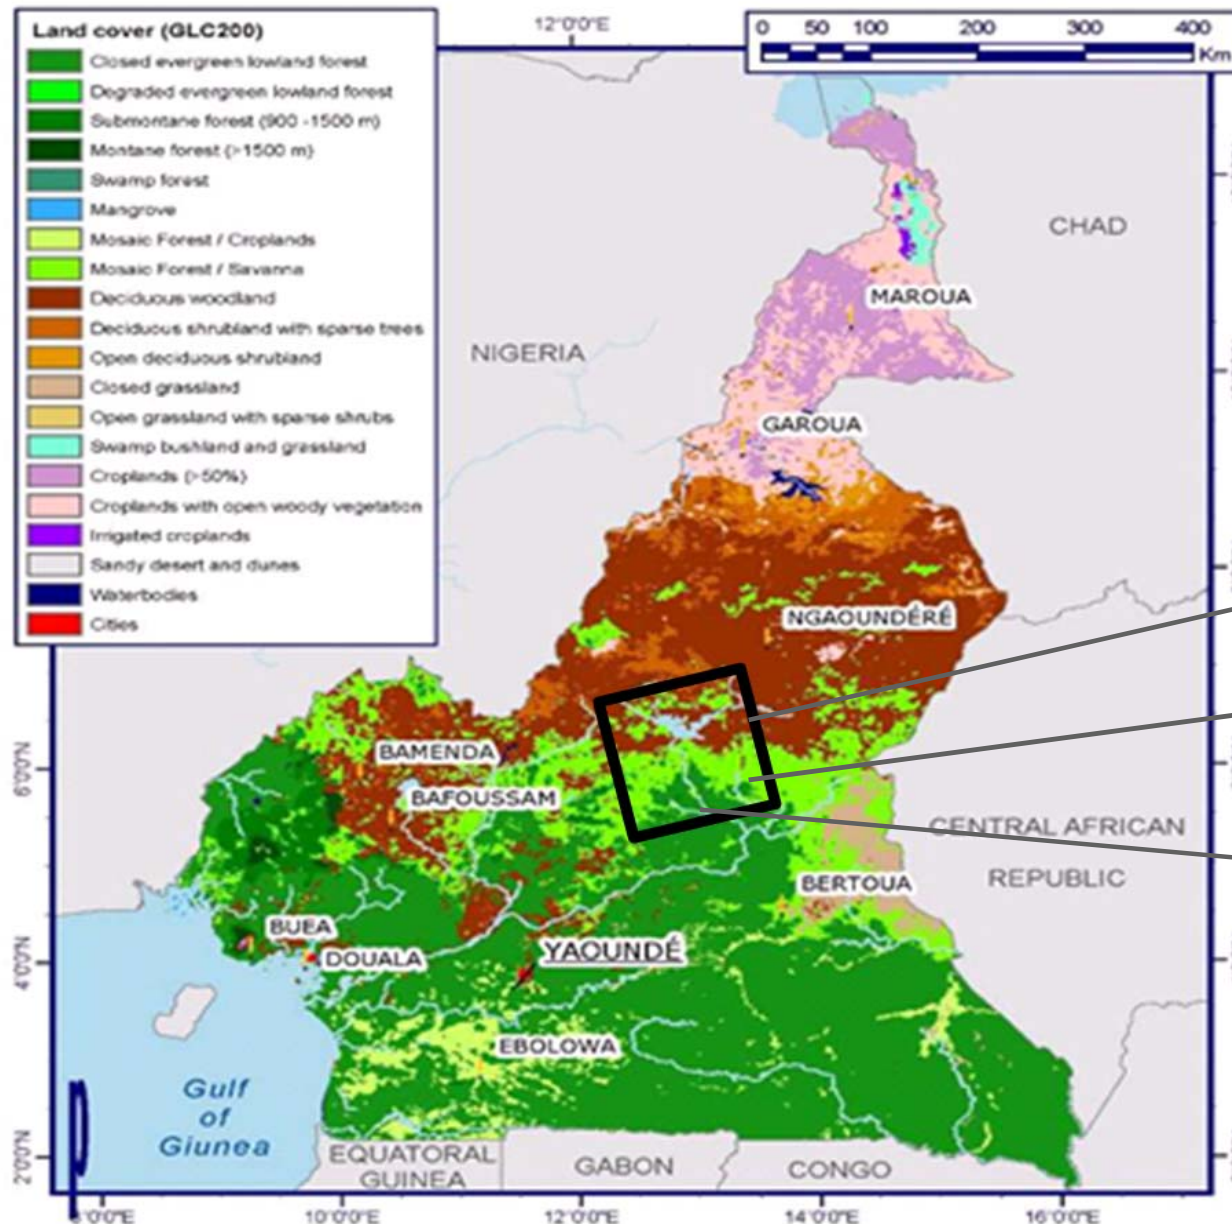 Land cover (GLC200)
Closed evergreen lowland forest
Degraded evergreen lowland forest
Submontane forest (900 -1500 m)
Montane forest (>1500 m)
Swamp forest
Mangrove
Mosaic Forest / Croplands
Mosaic Forest / Savanna
Deciduous woodland
Deciduous shrubland with sparse trees
Open deciduous shrubland
Closed grassland
Open grassland with sparse shrubs
Swamp bushland and grassland
Croplands (>50%)
Croplands with open woody vegetation
Irrigated croplands
Sandy desert and dunes
Waterbodies
Cities
12°0'0"E
0 50 100 200 300 400
Km
CHAD
MAROUA
NIGERIA
GAROUA
NGAOUNDÉRÉ
BAMENDA
6°0'0"N
BAFOUSSAM
CENTRAL AFRICAN
REPUBLIC
BERTOUA
BUEA
YAOUNDÉ
DOUALA
4°0'0"N
EBOLOWA
Gulf
of
Giunea
2°0'0"N
EQUATORAL
GUINEA
GABON
CONGO
10°0'0"E 12°0'0"E 14°0'0"E 16°0'0"E